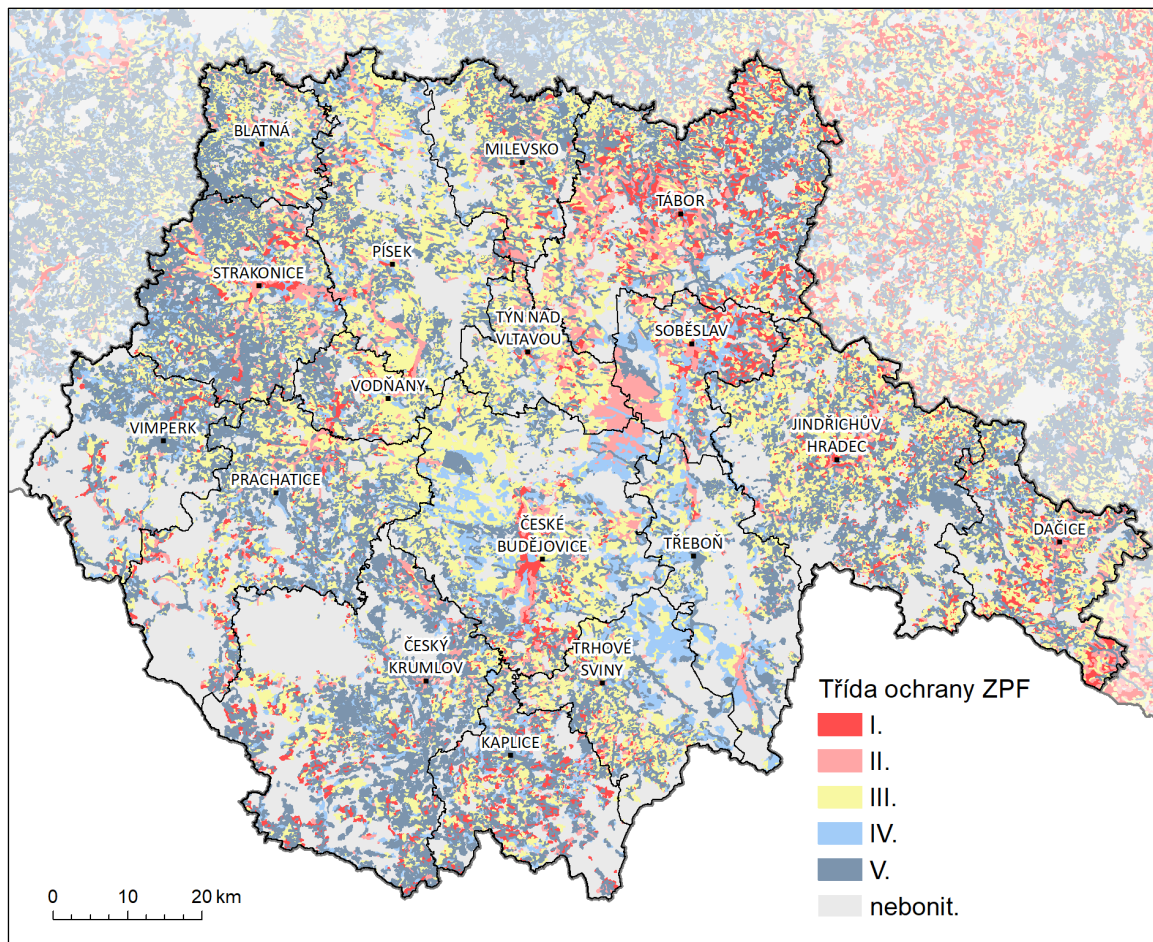 BLATNÁ
MILEVSKO
TÁBOR
PÍSEK
STRAKONICE
TÝN NAD
VLTAVOU
SOBĚSLAV
VODŇANY
VIMPERK
JINDŘICHŮV
HRADEC
PRACHATICE
ČESKÉ
BUDĚJOVICE
TŘEBOŇ
DAČICE
ČESKÝ
KRUMLOV
TRHOVÉ
SVINY
KAPLICE
Třída ochrany ZPF
I.
II.
III.
IV.
V.
nebonit.
0 10 20 km